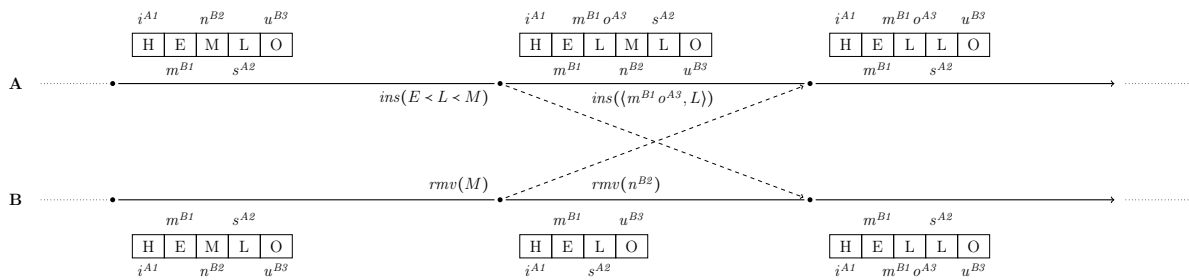 i^{A1} n^{B2} u^{B3} i^{A1} m^{B1}o^{A3} s^{A2} i^{A1} m^{B1}o^{A3} u^{B3}
H E M L O H E L M L O H E L L O
m^{B1} s^{A2} m^{B1} n^{B2} u^{B3} m^{B1} s^{A2}
A
ins(E < L < M) ins(⟨m^{B1}o^{A3}, L⟩)
rmv(M) rmv(n^{B2})
B
m^{B1} s^{A2} m^{B1} u^{B3} m^{B1} s^{A2}
H E M L O H E L O H E L L O
i^{A1} n^{B2} u^{B3} i^{A1} s^{A2} i^{A1} m^{B1}o^{A3} u^{B3}